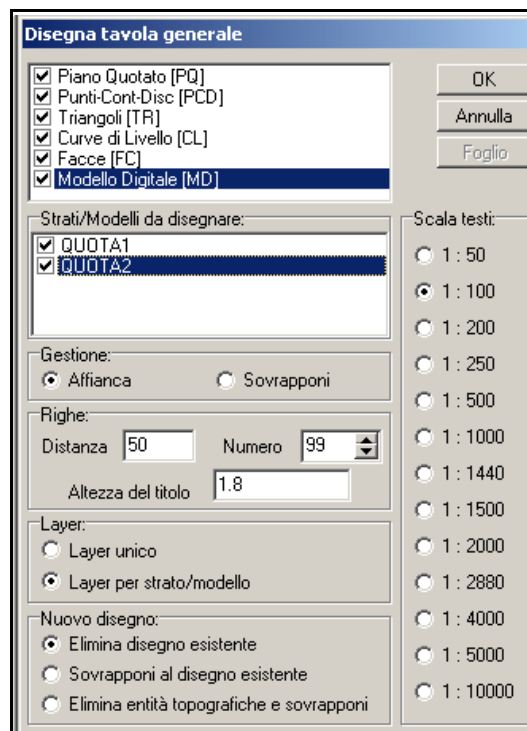 Disegna tavola generale
Piano Quotato [PQ]
Punti-Cont-Disc [PCD]
Triangoli [TR]
Curve di Livello [CL]
Facce [FC]
Modello Digitale [MD]
OK
Annulla
Foglio
Strati/Modelli da disegnare:
QUOTA1
QUOTA2
Gestione:
Affianca Sovrapponi
Righe:
Distanza 50 Numero 99
Altezza del titolo 1.8
Layer:
Layer unico
Layer per strato/modello
Nuovo disegno:
Elimina disegno esistente
Sovrapponi al disegno esistente
Elimina entità topografiche e sovrapponi
Scala testi:
1 : 50
1 : 100
1 : 200
1 : 250
1 : 500
1 : 1000
1 : 1440
1 : 1500
1 : 2000
1 : 2880
1 : 4000
1 : 5000
1 : 10000